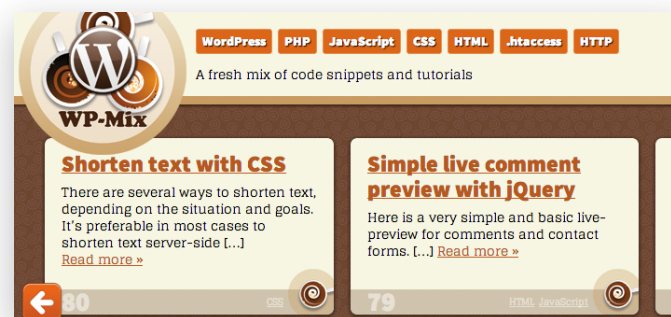 WordPress PHP JavaScript CSS HTML .htaccess HTTP
A fresh mix of code snippets and tutorials
W
WP-Mix
Shorten text with CSS
There are several ways to shorten text,
depending on the situation and goals.
It's preferable in most cases to
shorten text server-side [...]
Read more »
80 CSS
Simple live comment
preview with jQuery
Here is a very simple and basic live-
preview for comments and contact
forms. [...] Read more »
79 HTML JavaScript